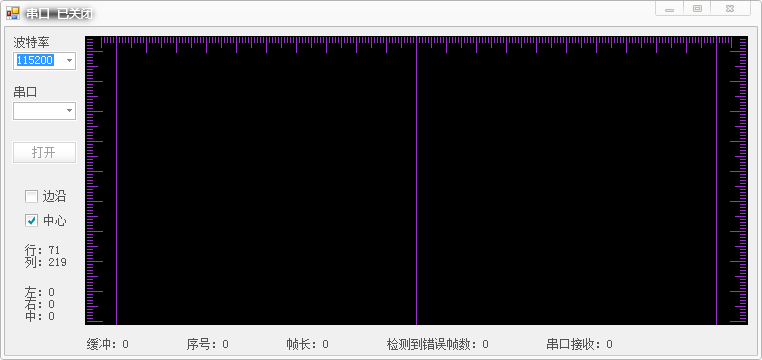 串口 已关闭
波特率
115200
串口
打开
边沿
中心
行: 71
列: 219
左: 0
右: 0
中: 0
缓冲: 0 序号: 0 帧长: 0 检测到错误帧数: 0 串口接收: 0